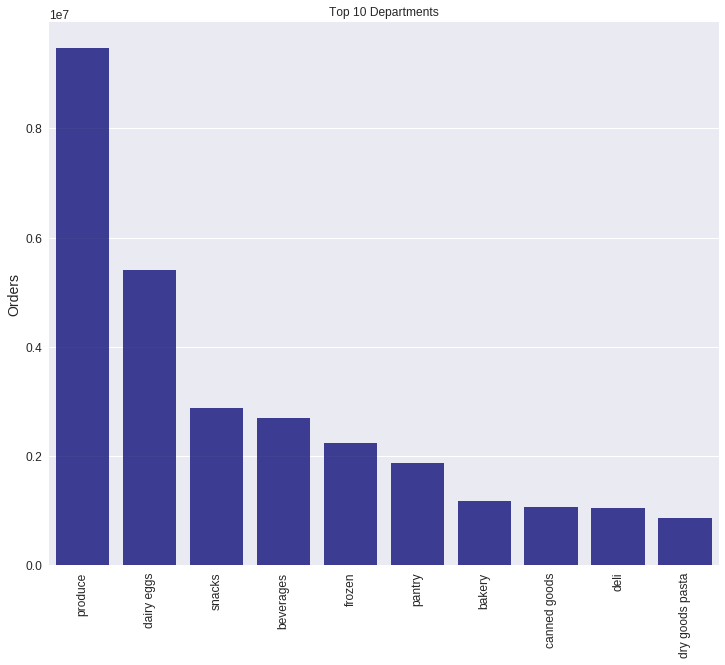 Top 10 Departments
1e7
0.8
0.6
0.4
0.2
0.0
Orders
produce
dairy eggs
snacks
beverages
frozen
pantry
bakery
canned goods
deli
dry goods pasta